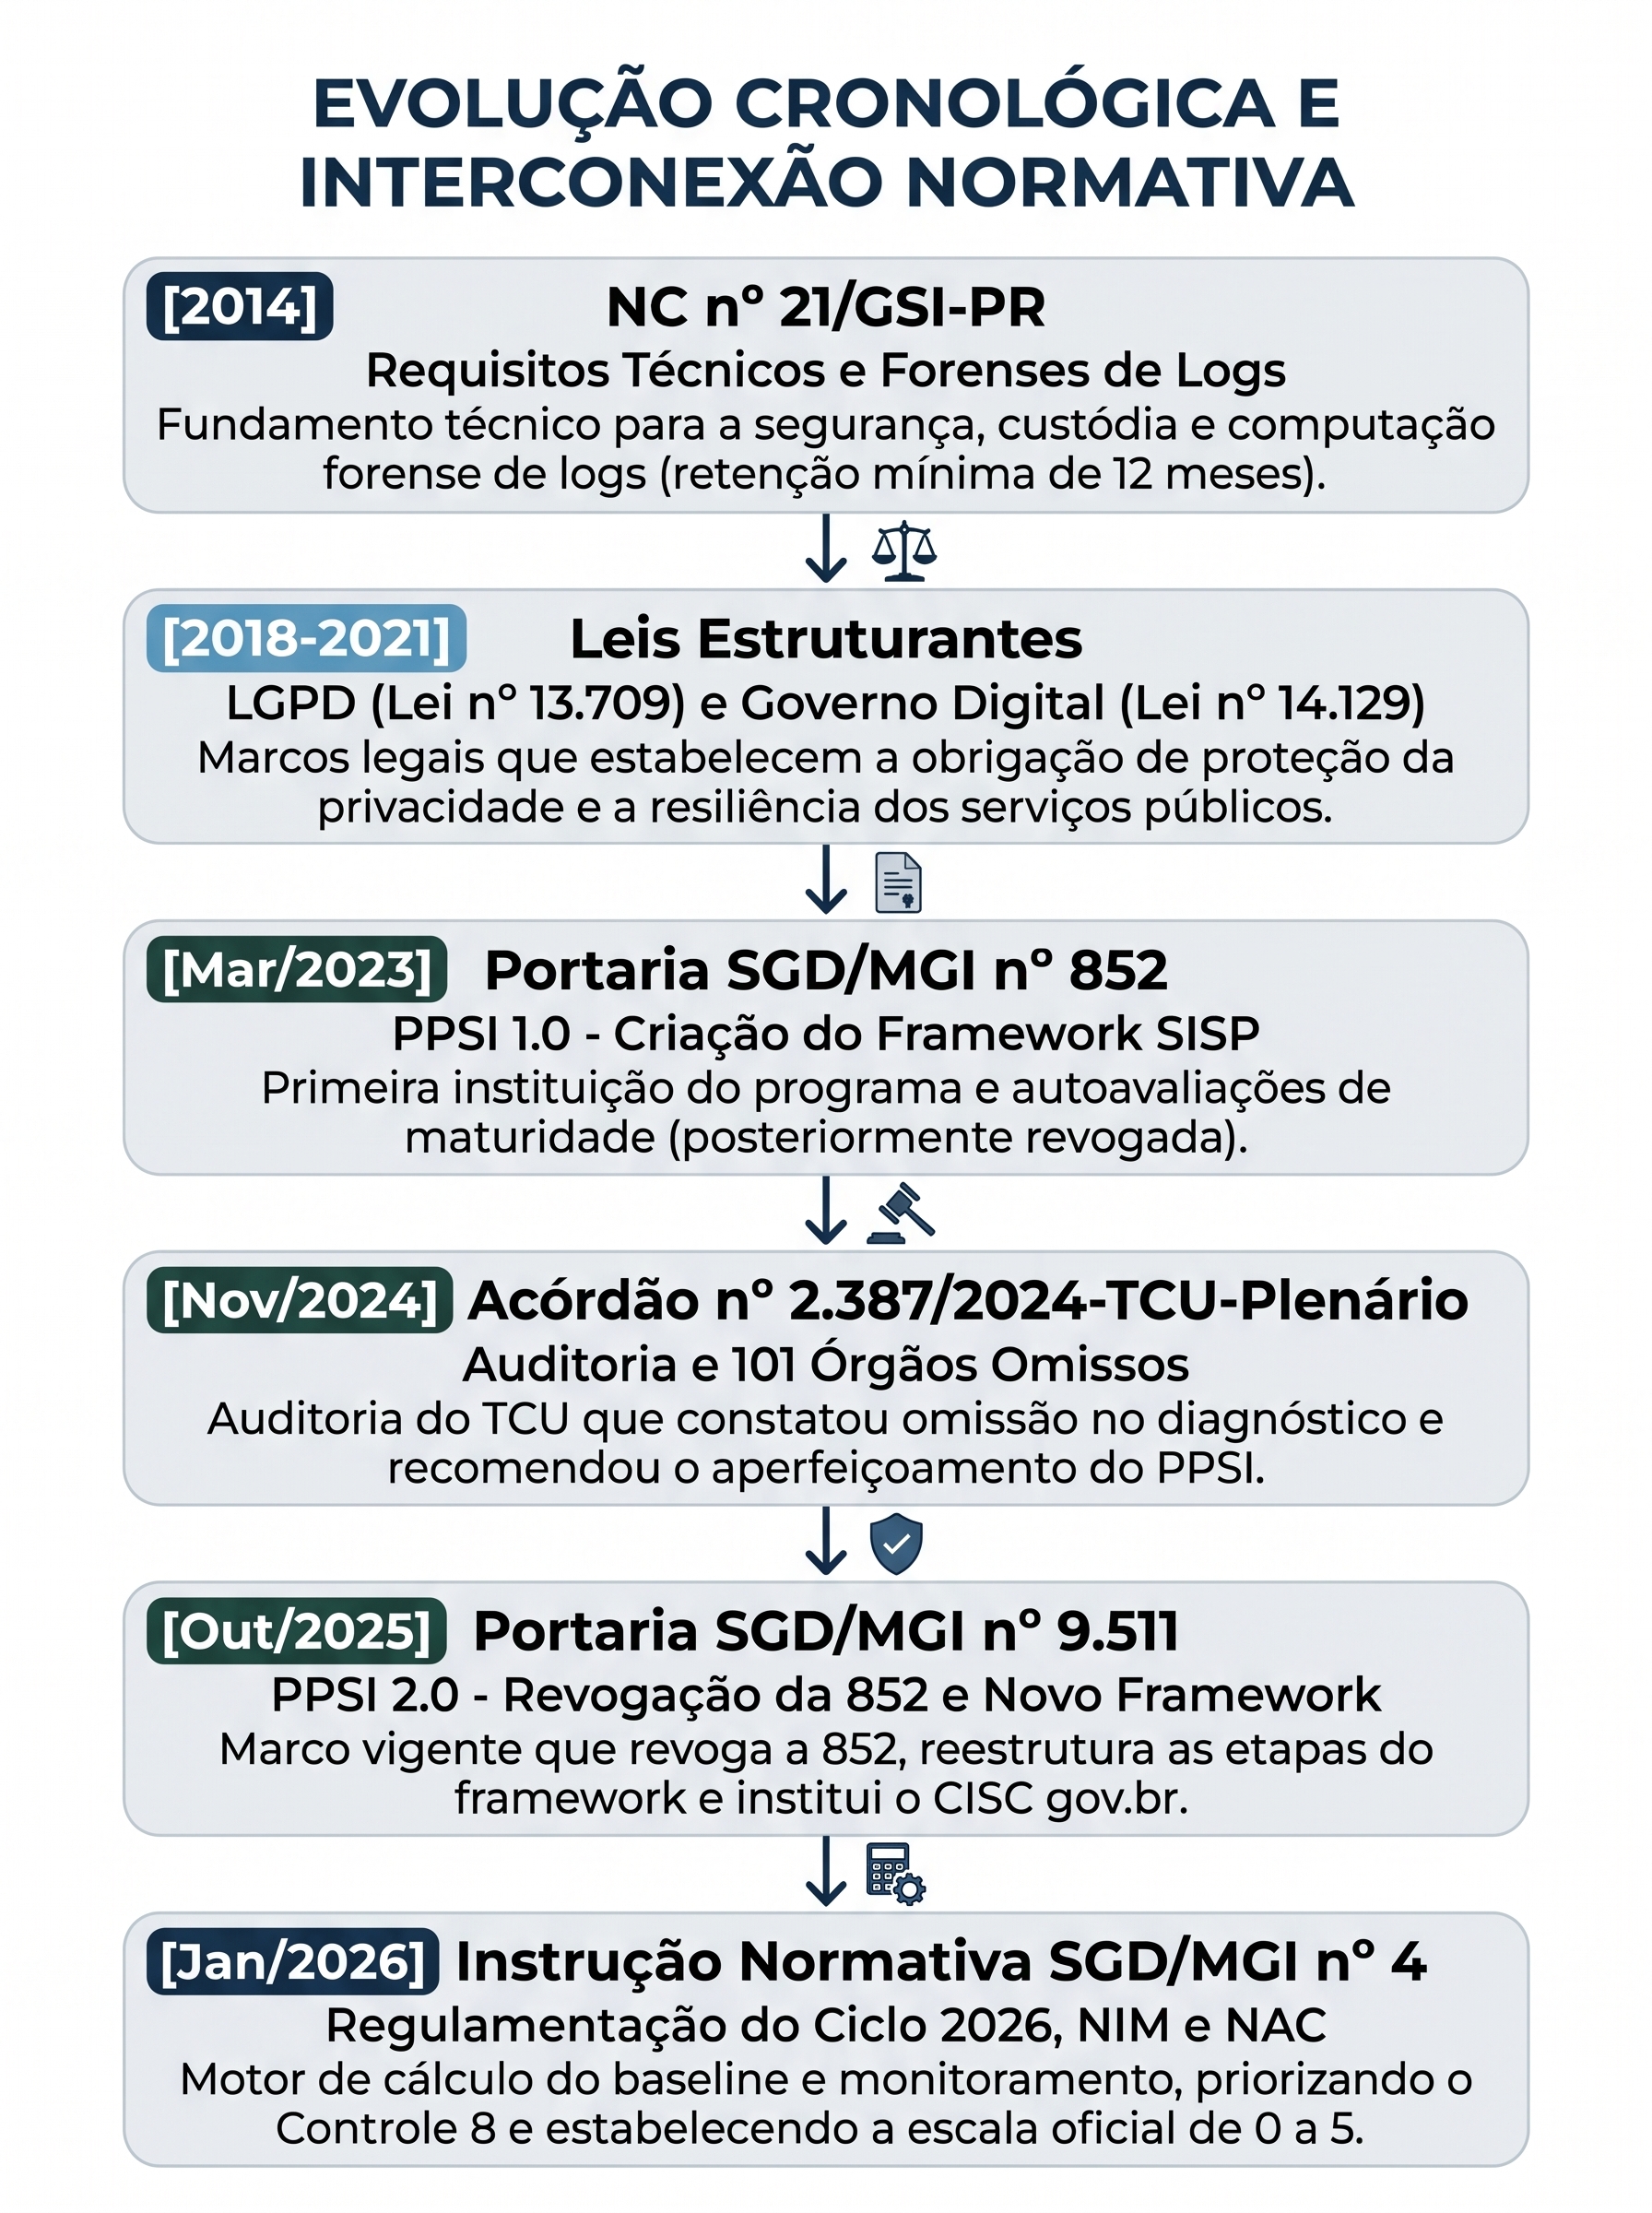 EVOLUÇÃO CRONOLÓGICA E
INTERCONEXÃO NORMATIVA
[2014]
NC nº 21/GSI-PR
Requisitos Técnicos e Forenses de Logs
Fundamento técnico para a segurança, custódia e computação
forense de logs (retenção mínima de 12 meses).
[2018-2021]
Leis Estruturantes
LGPD (Lei nº 13.709) e Governo Digital (Lei nº 14.129)
Marcos legais que estabelecem a obrigação de proteção da
privacidade e a resiliência dos serviços públicos.
[Mar/2023]
Portaria SGD/MGI nº 852
PPSI 1.0 - Criação do Framework SISP
Primeira instituição do programa e autoavaliações de
maturidade (posteriormente revogada).
[Nov/2024]
Acórdão nº 2.387/2024-TCU-Plenário
Auditoria e 101 Órgãos Omissos
Auditoria do TCU que constatou omissão no diagnóstico e
recomendou o aperfeiçoamento do PPSI.
[Out/2025]
Portaria SGD/MGI nº 9.511
PPSI 2.0 - Revogação da 852 e Novo Framework
Marco vigente que revoga a 852, reestrutura as etapas do
framework e institui o CISC gov.br.
[Jan/2026]
Instrução Normativa SGD/MGI nº 4
Regulamentação do Ciclo 2026, NIM e NAC
Motor de cálculo do baseline e monitoramento, priorizando o
Controle 8 e estabelecendo a escala oficial de 0 a 5.